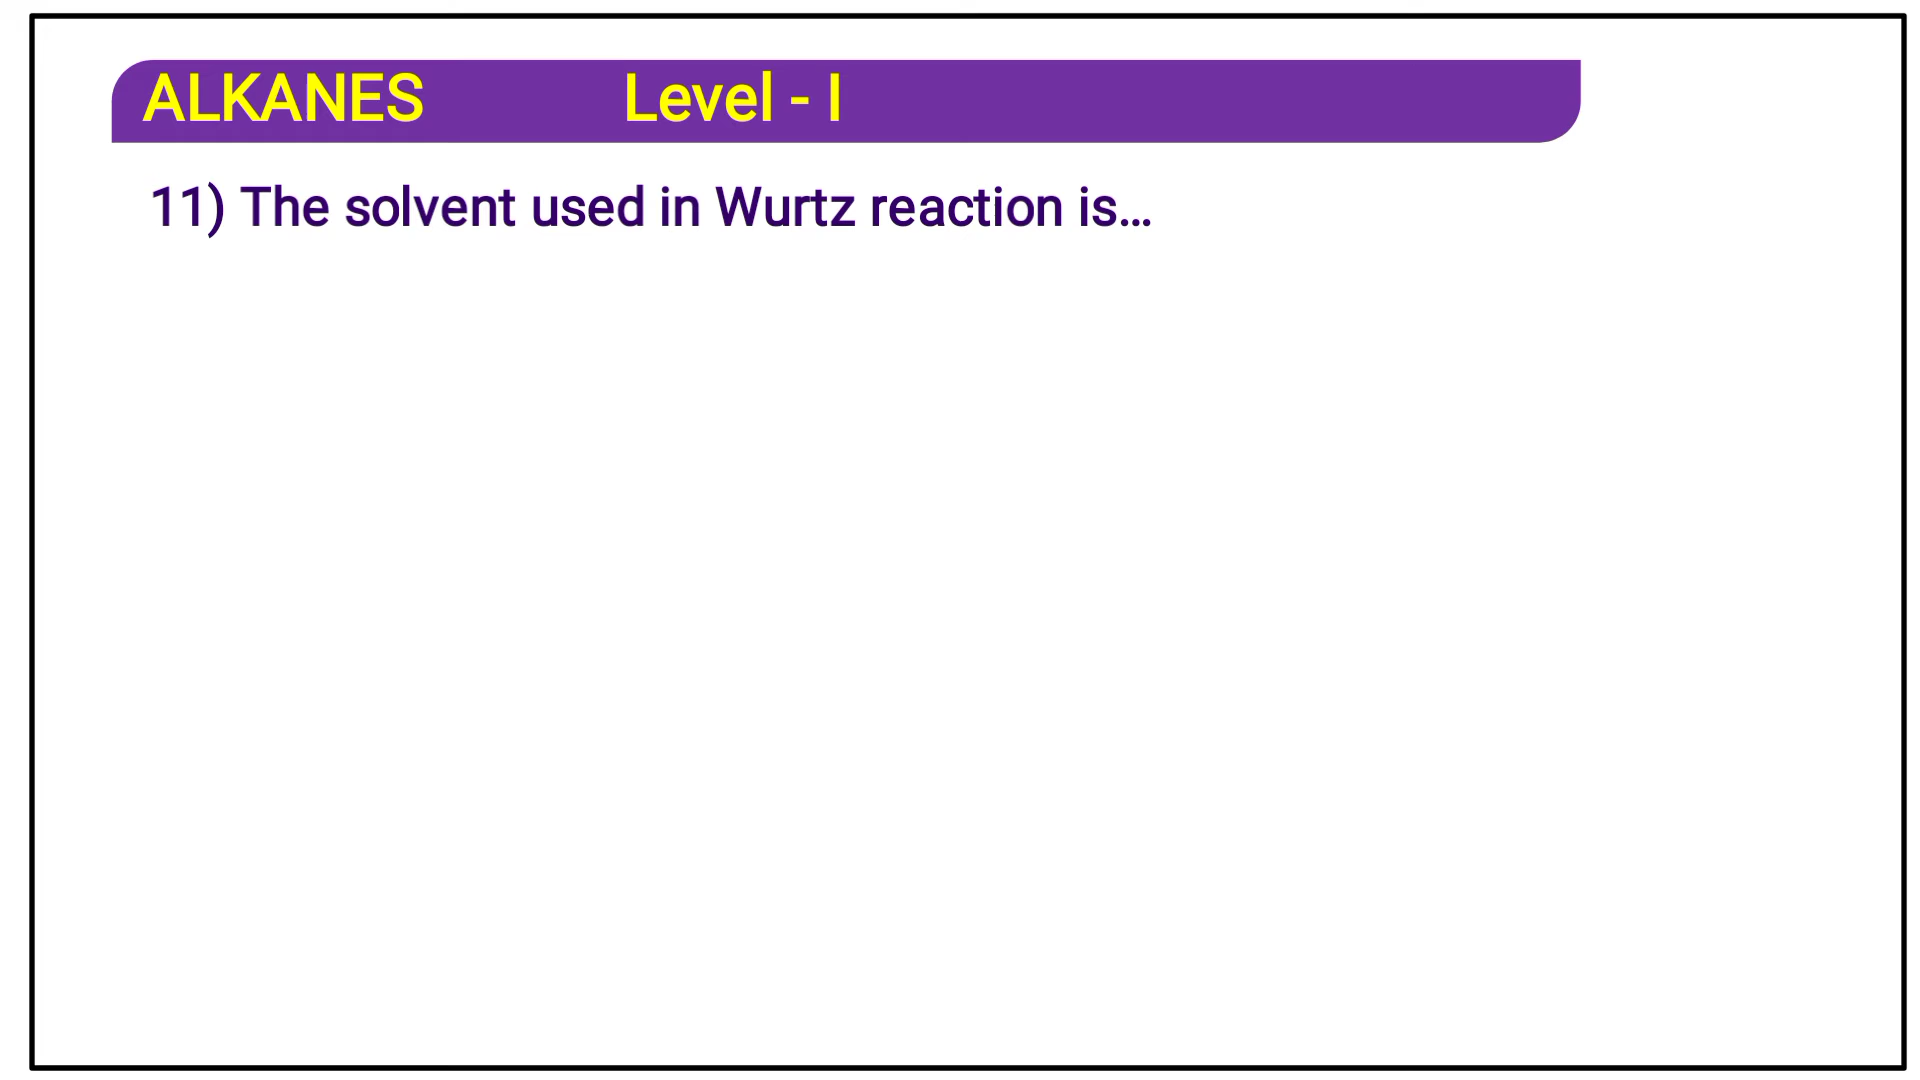 ALKANES Level - I
11) The solvent used in Wurtz reaction is...